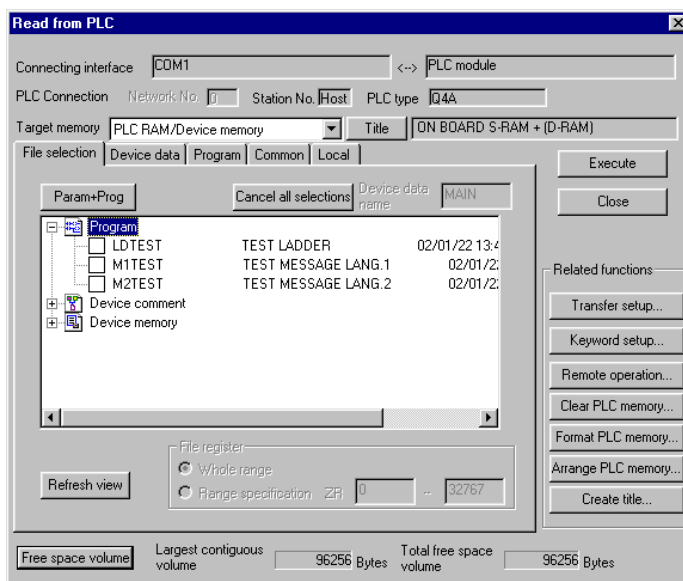 Read from PLC
Connecting interface COM1 <--> PLC module
PLC Connection Network No. 0 Station No. Host PLC type Q4A
Target memory PLC RAM/Device memory Title ON BOARD S-RAM + (D-RAM)
File selection Device data Program Common Local
Execute
Param+Prog Cancel all selections Device data name MAIN
Close
Program
LDTEST TEST LADDER 02/01/22 13:4
M1TEST TEST MESSAGE LANG.1 02/01/2
M2TEST TEST MESSAGE LANG.2 02/01/2
Device comment
Device memory
Related functions
Transfer setup...
Keyword setup...
Remote operation...
Clear PLC memory...
Format PLC memory...
Arrange PLC memory...
Create title...
File register
Whole range
Range specification ZR 0 -- 32767
Refresh view
Free space volume Largest contiguous volume 96256 Bytes Total free space volume 96256 Bytes